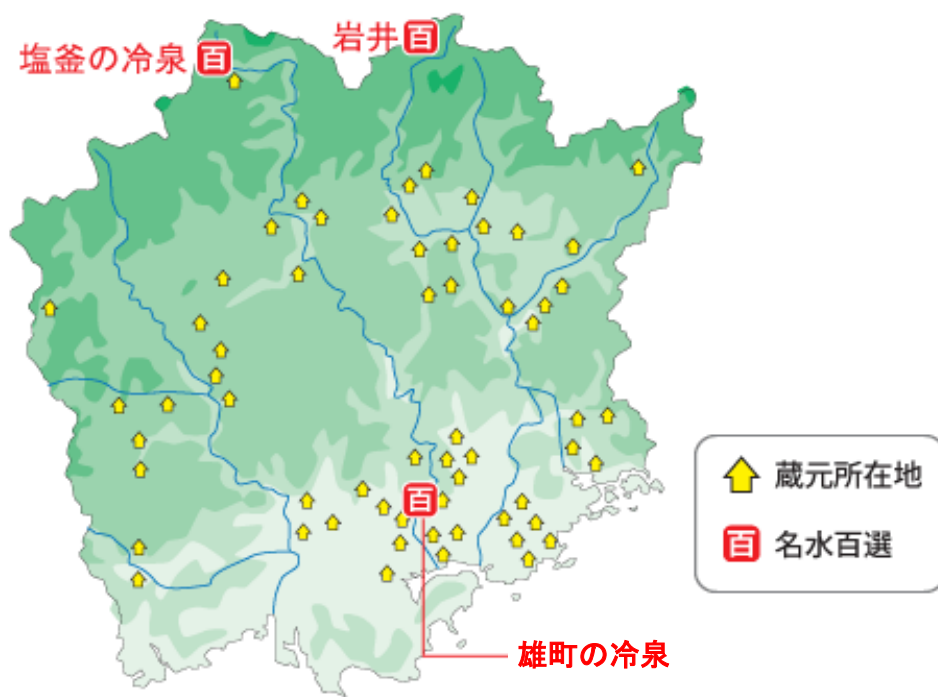 岩井 百
塩釜の冷泉 百
百
蔵元所在地
百 名水百選
雄町の冷泉